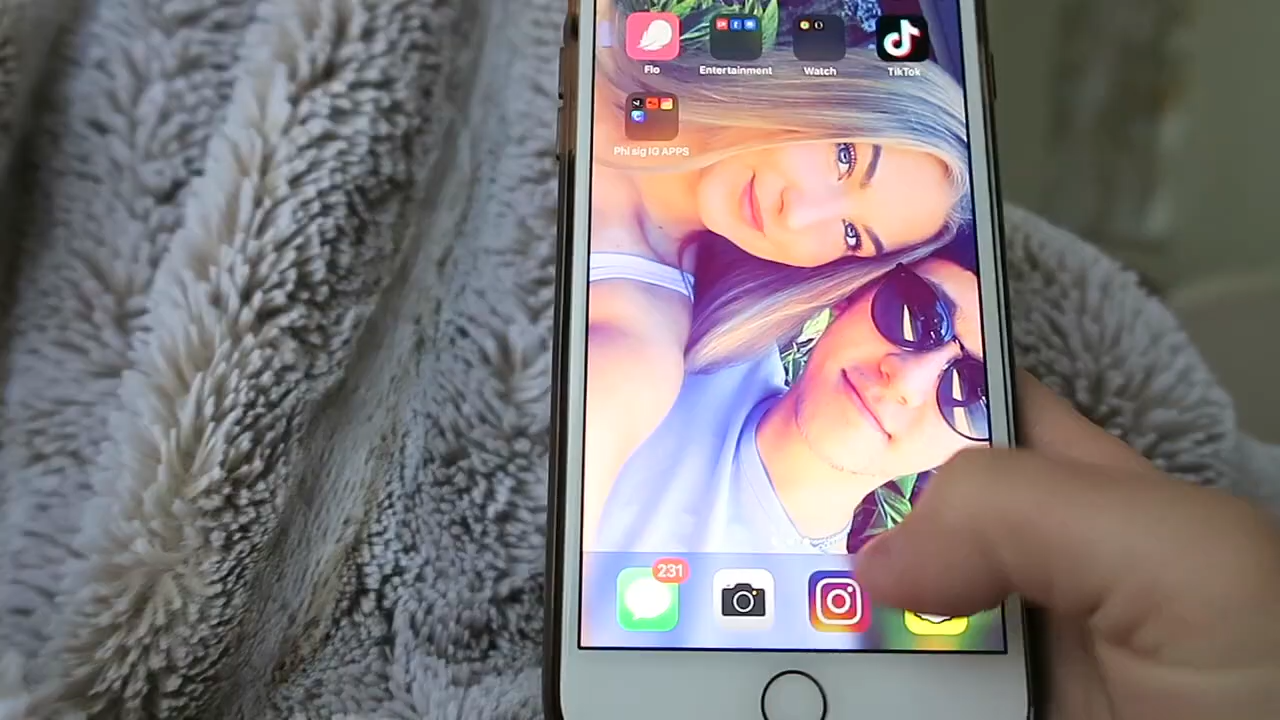 Flo
Entertainment
Watch
TikTok
Phi sig IG APPS
231